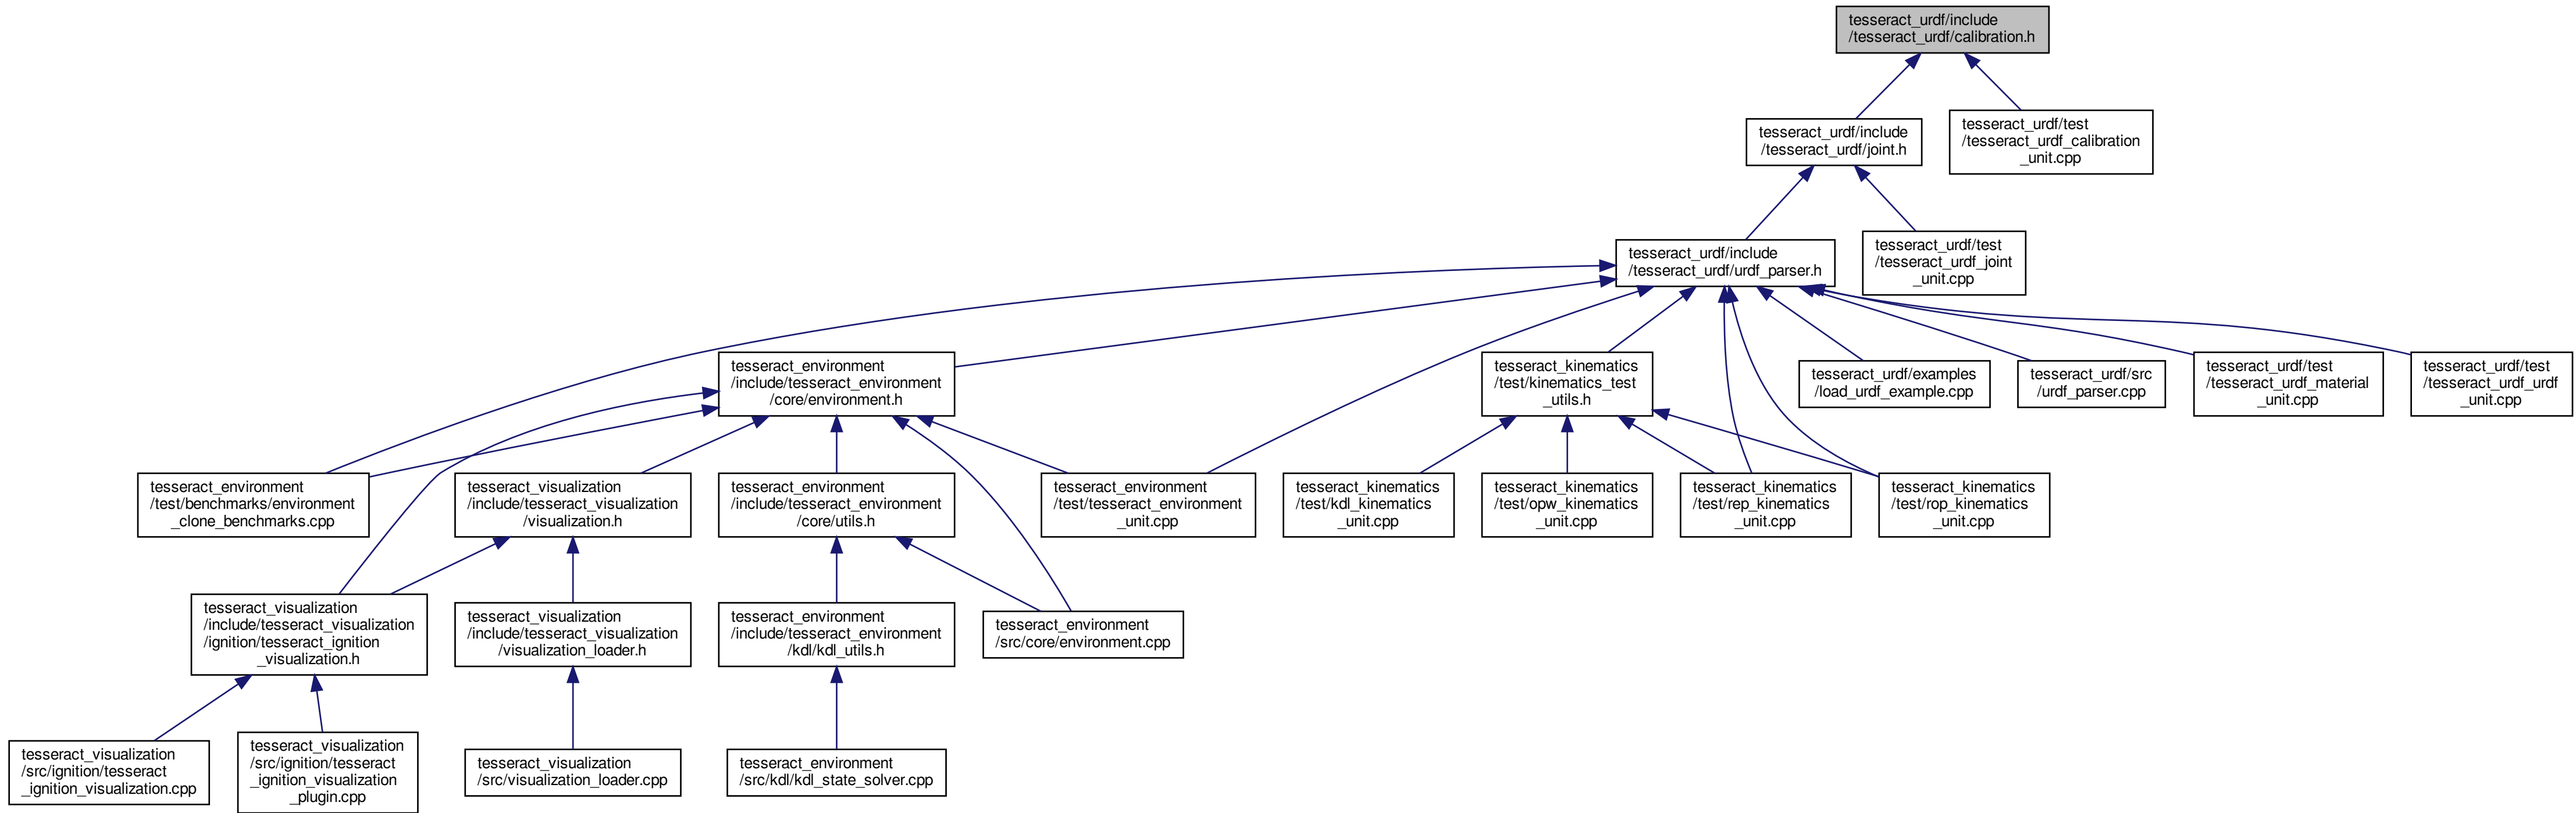 tesseract_urdf/include
/tesseract_urdf/calibration.h
tesseract_urdf/include
/tesseract_urdf/joint.h
tesseract_urdf/test
/tesseract_urdf_calibration
_unit.cpp
tesseract_urdf/include
/tesseract_urdf/urdf_parser.h
tesseract_urdf/test
/tesseract_urdf_joint
_unit.cpp
tesseract_environment
/include/tesseract_environment
/core/environment.h
tesseract_kinematics
/test/kinematics_test
_utils.h
tesseract_urdf/examples
/load_urdf_example.cpp
tesseract_urdf/src
/urdf_parser.cpp
tesseract_urdf/test
/tesseract_urdf_material
_unit.cpp
tesseract_urdf/test
/tesseract_urdf_urdf
_unit.cpp
tesseract_environment
/test/benchmarks/environment
_clone_benchmarks.cpp
tesseract_visualization
/include/tesseract_visualization
/visualization.h
tesseract_environment
/include/tesseract_environment
/core/utils.h
tesseract_environment
/test/tesseract_environment
_unit.cpp
tesseract_kinematics
/test/kdl_kinematics
_unit.cpp
tesseract_kinematics
/test/opw_kinematics
_unit.cpp
tesseract_kinematics
/test/rep_kinematics
_unit.cpp
tesseract_kinematics
/test/rop_kinematics
_unit.cpp
tesseract_visualization
/include/tesseract_visualization
/ignition/tesseract_ignition
_visualization.h
tesseract_visualization
/include/tesseract_visualization
/visualization_loader.h
tesseract_environment
/include/tesseract_environment
/kdl/kdl_utils.h
tesseract_environment
/src/core/environment.cpp
tesseract_visualization
/src/ignition/tesseract
_ignition_visualization.cpp
tesseract_visualization
/src/ignition/tesseract
_ignition_visualization
_plugin.cpp
tesseract_visualization
/src/visualization_loader.cpp
tesseract_environment
/src/kdl/kdl_state_solver.cpp